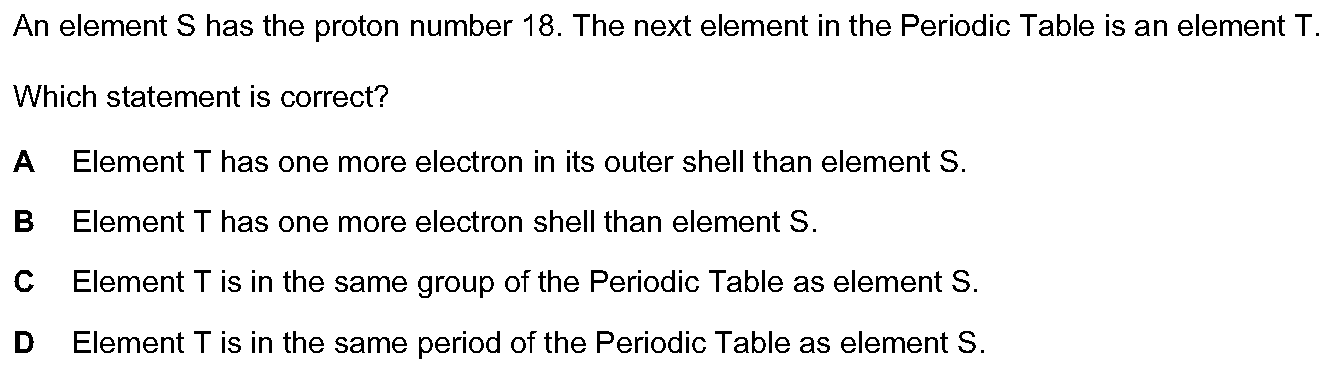 An element S has the proton number 18. The next element in the Periodic Table is an element T.
Which statement is correct?
A Element T has one more electron in its outer shell than element S.
B Element T has one more electron shell than element S.
C Element T is in the same group of the Periodic Table as element S.
D Element T is in the same period of the Periodic Table as element S.